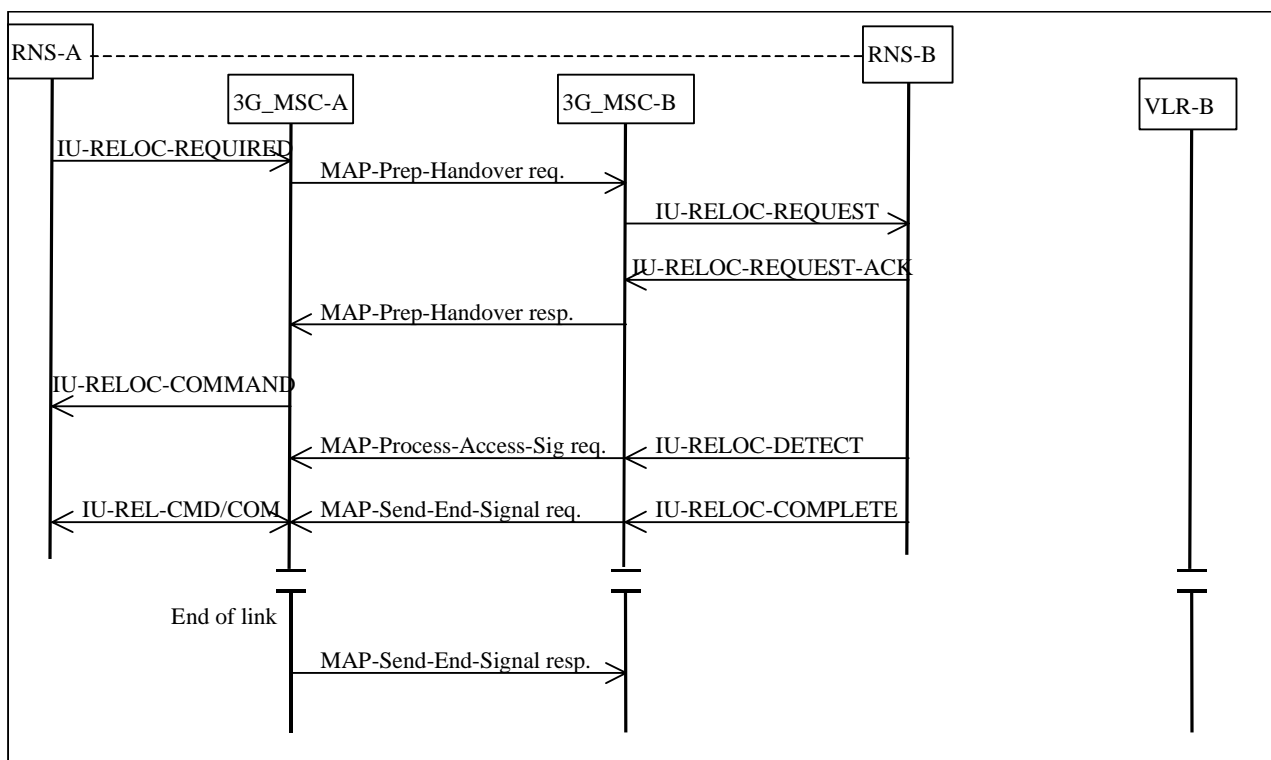 RNS-A
RNS-B
3G_MSC-A
3G_MSC-B
VLR-B
IU-RELOC-REQUIRED
MAP-Prep-Handover req.
IU-RELOC-REQUEST
IU-RELOC-REQUEST-ACK
MAP-Prep-Handover resp.
IU-RELOC-COMMAND
MAP-Process-Access-Sig req.
IU-RELOC-DETECT
IU-REL-CMD/COM
MAP-Send-End-Signal req.
IU-RELOC-COMPLETE
End of link
MAP-Send-End-Signal resp.